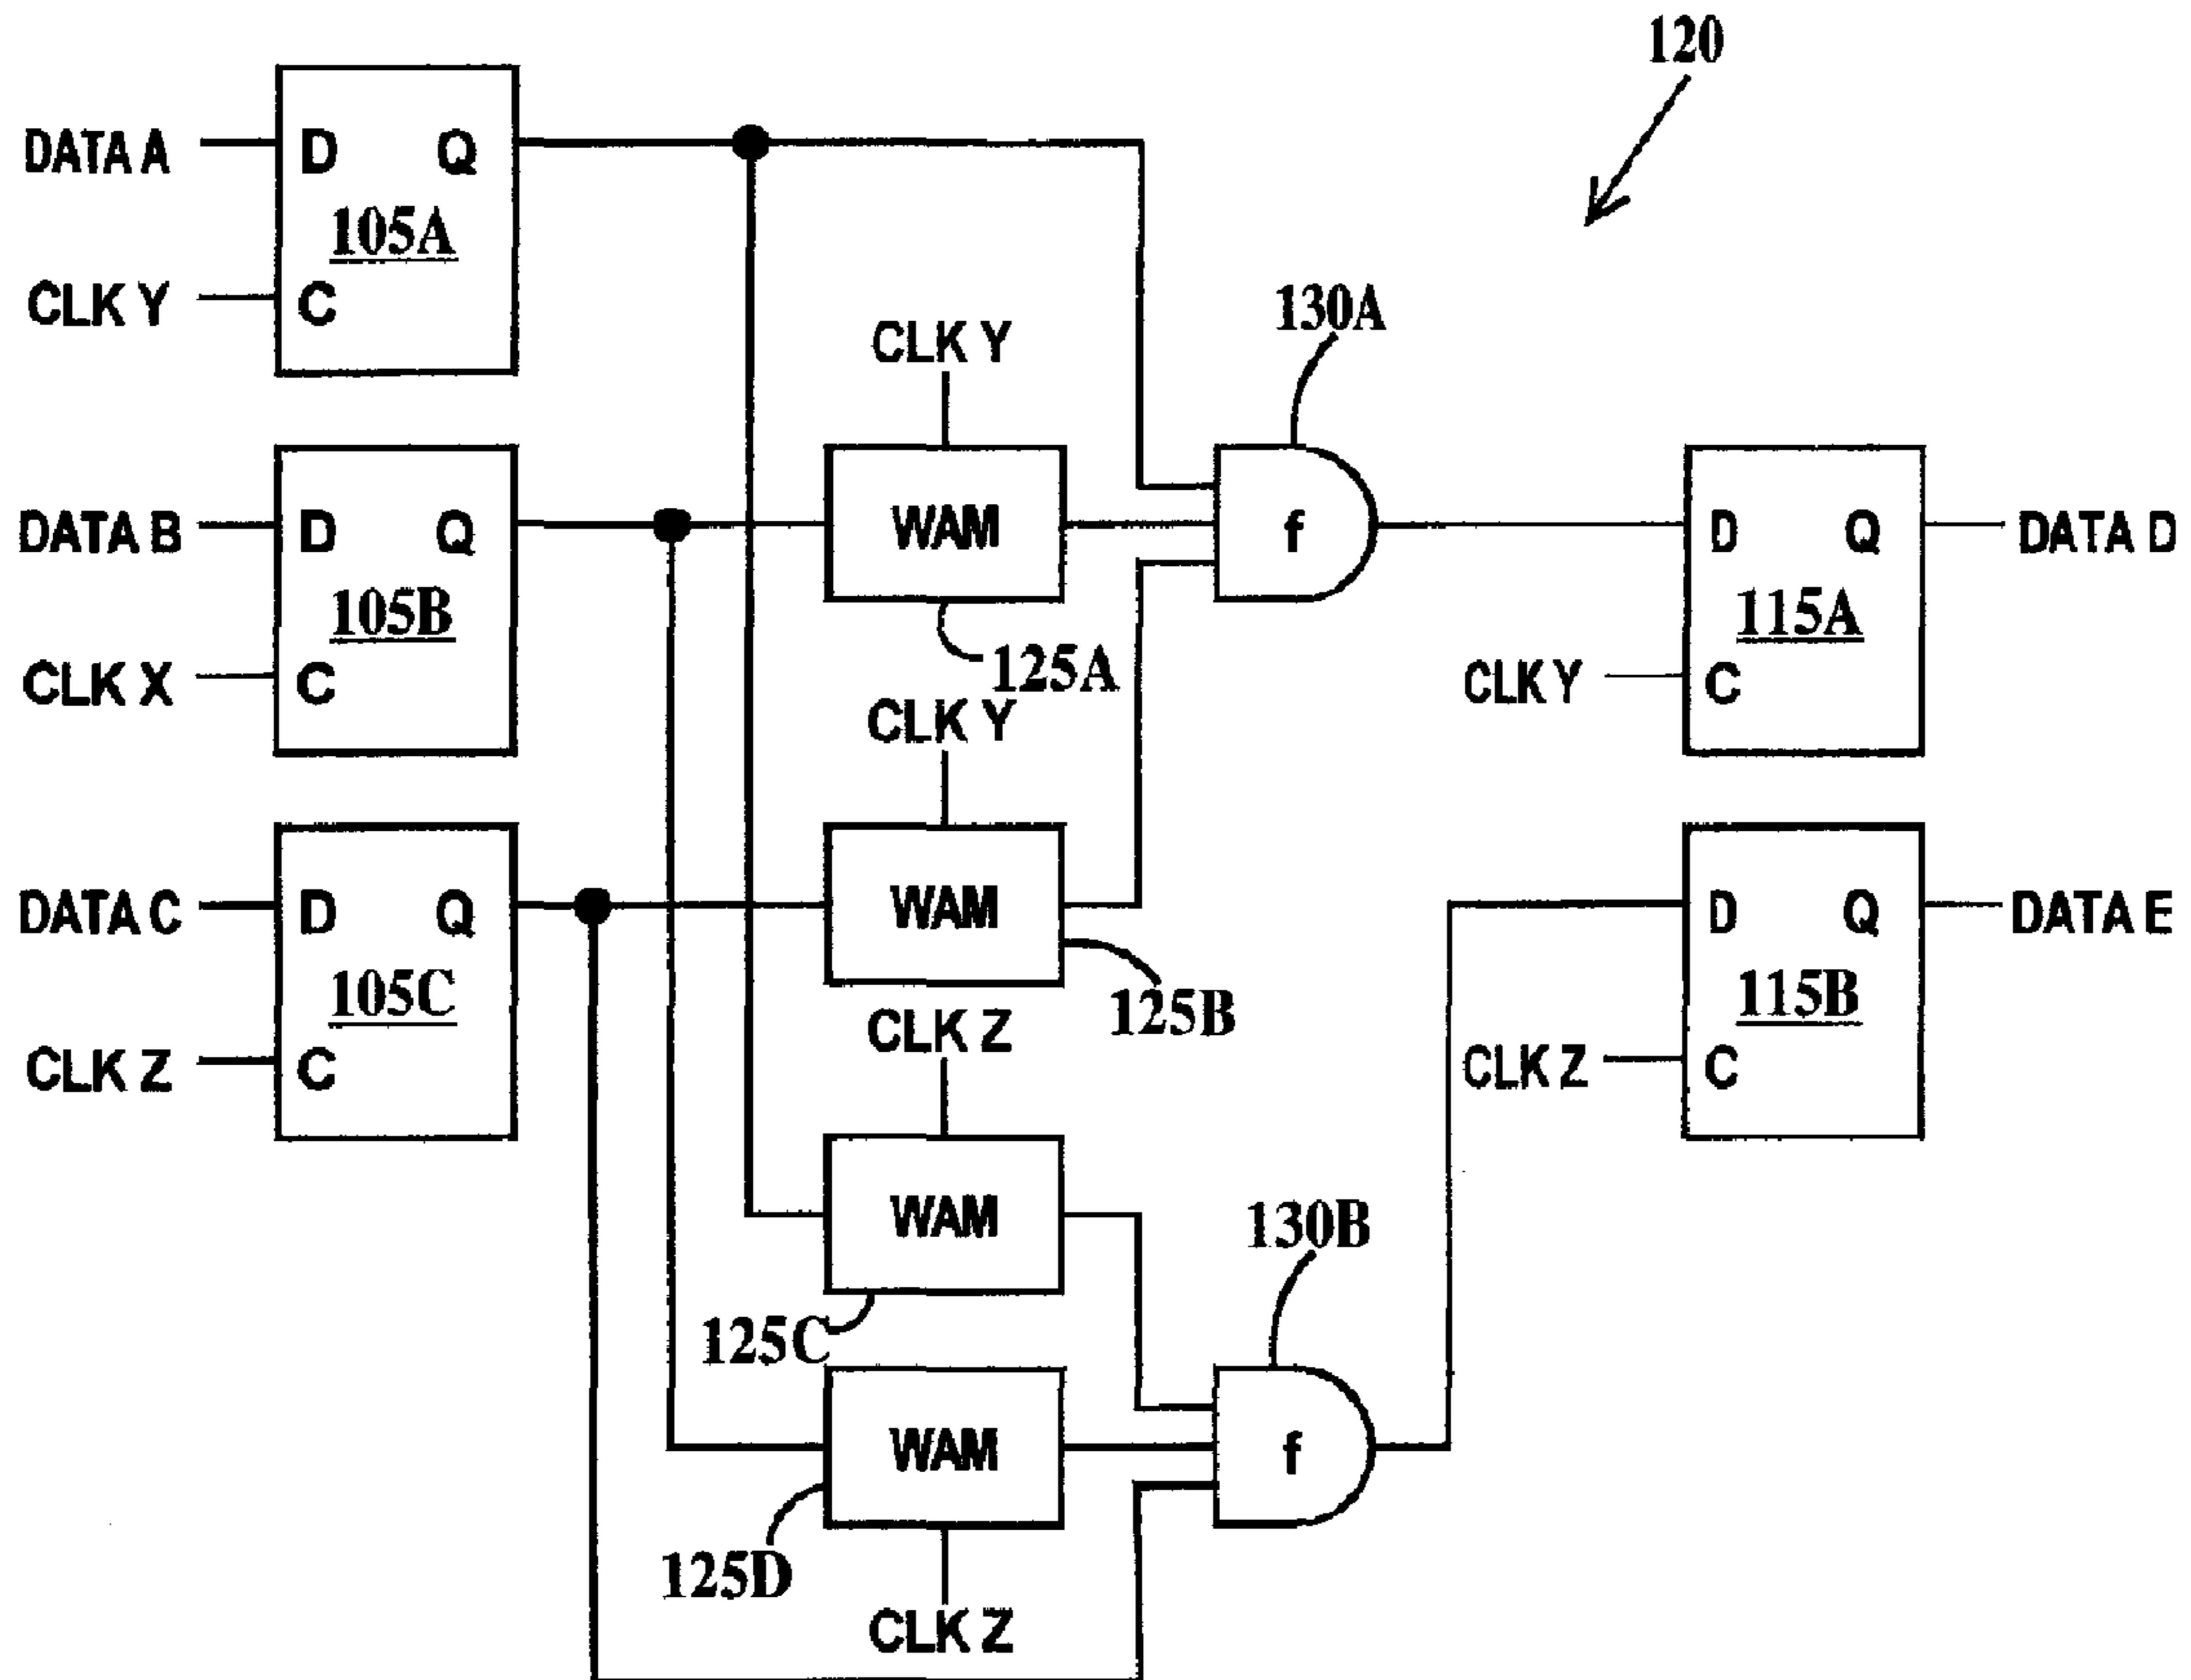 120
DATA A
D Q
105A
CLK Y
C
CLK Y
130A
DATA B
D Q
105B
CLK X
C
WAM
125A
f
D Q
115A
CLK Y
C
DATA D
CLK Y
DATA C
D Q
105C
CLK Z
C
WAM
125B
D Q
115B
CLK Z
C
DATA E
CLK Z
WAM
125C
130B
WAM
125D
f
CLK Z